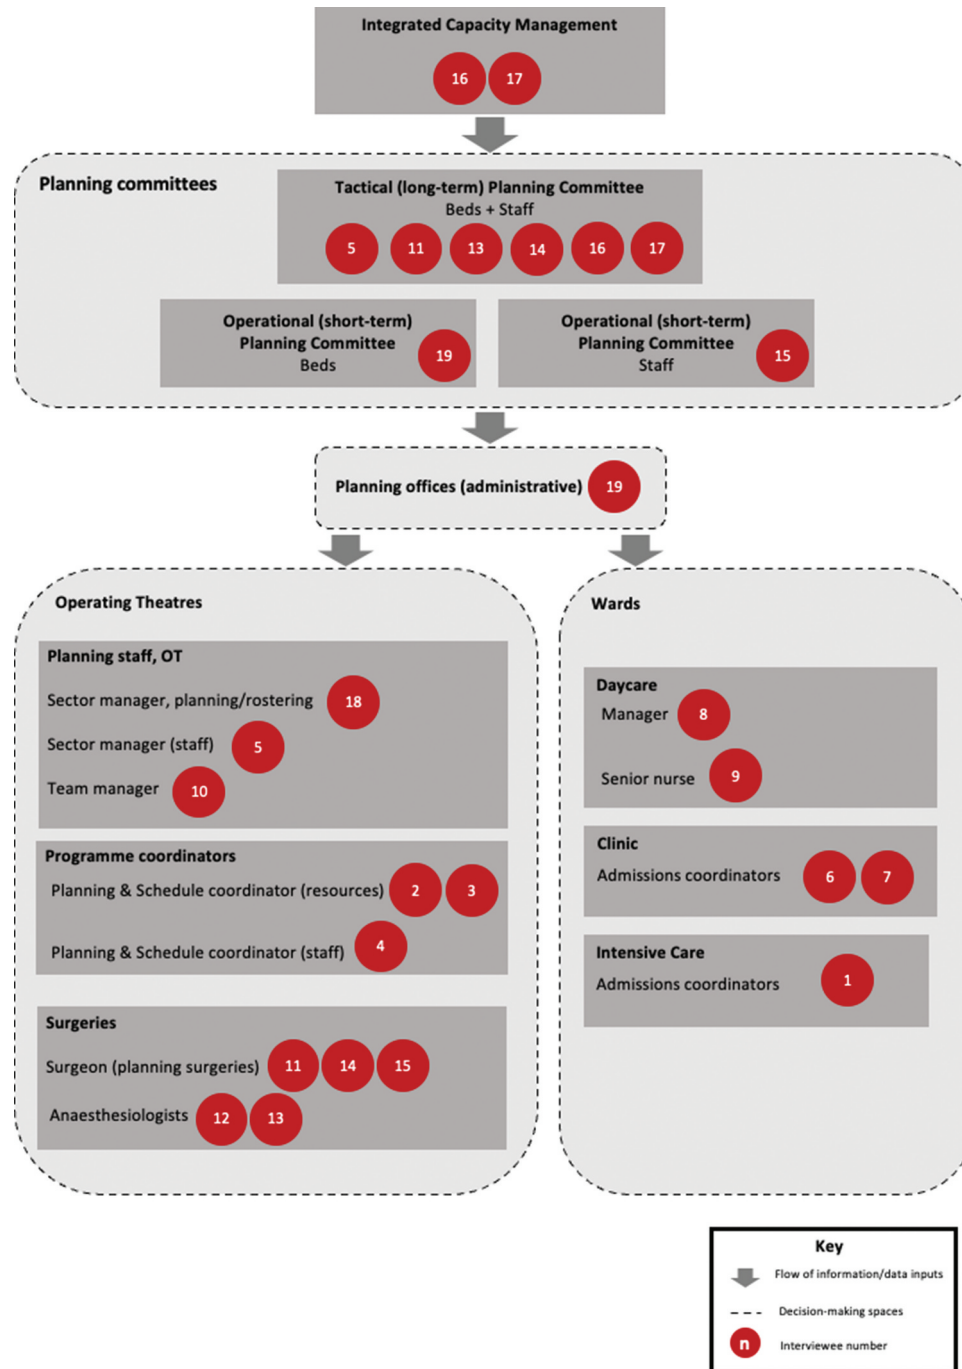 Integrated Capacity Management
16 17
Planning committees
Tactical (long-term) Planning Committee
Beds + Staff
5 11 13 14 16 17
Operational (short-term)
Planning Committee
Beds
19
Operational (short-term)
Planning Committee
Staff
15
Planning offices (administrative) 19
Operating Theatres
Planning staff, OT
Sector manager, planning/rostering 18
Sector manager (staff) 5
Team manager 10
Programme coordinators
Planning & Schedule coordinator (resources) 2 3
Planning & Schedule coordinator (staff) 4
Surgeries
Surgeon (planning surgeries) 11 14 15
Anaesthesiologists 12 13
Wards
Daycare
Manager 8
Senior nurse 9
Clinic
Admissions coordinators 6 7
Intensive Care
Admissions coordinators 1
Key
Flow of information/data inputs
Decision-making spaces
n Interviewee number